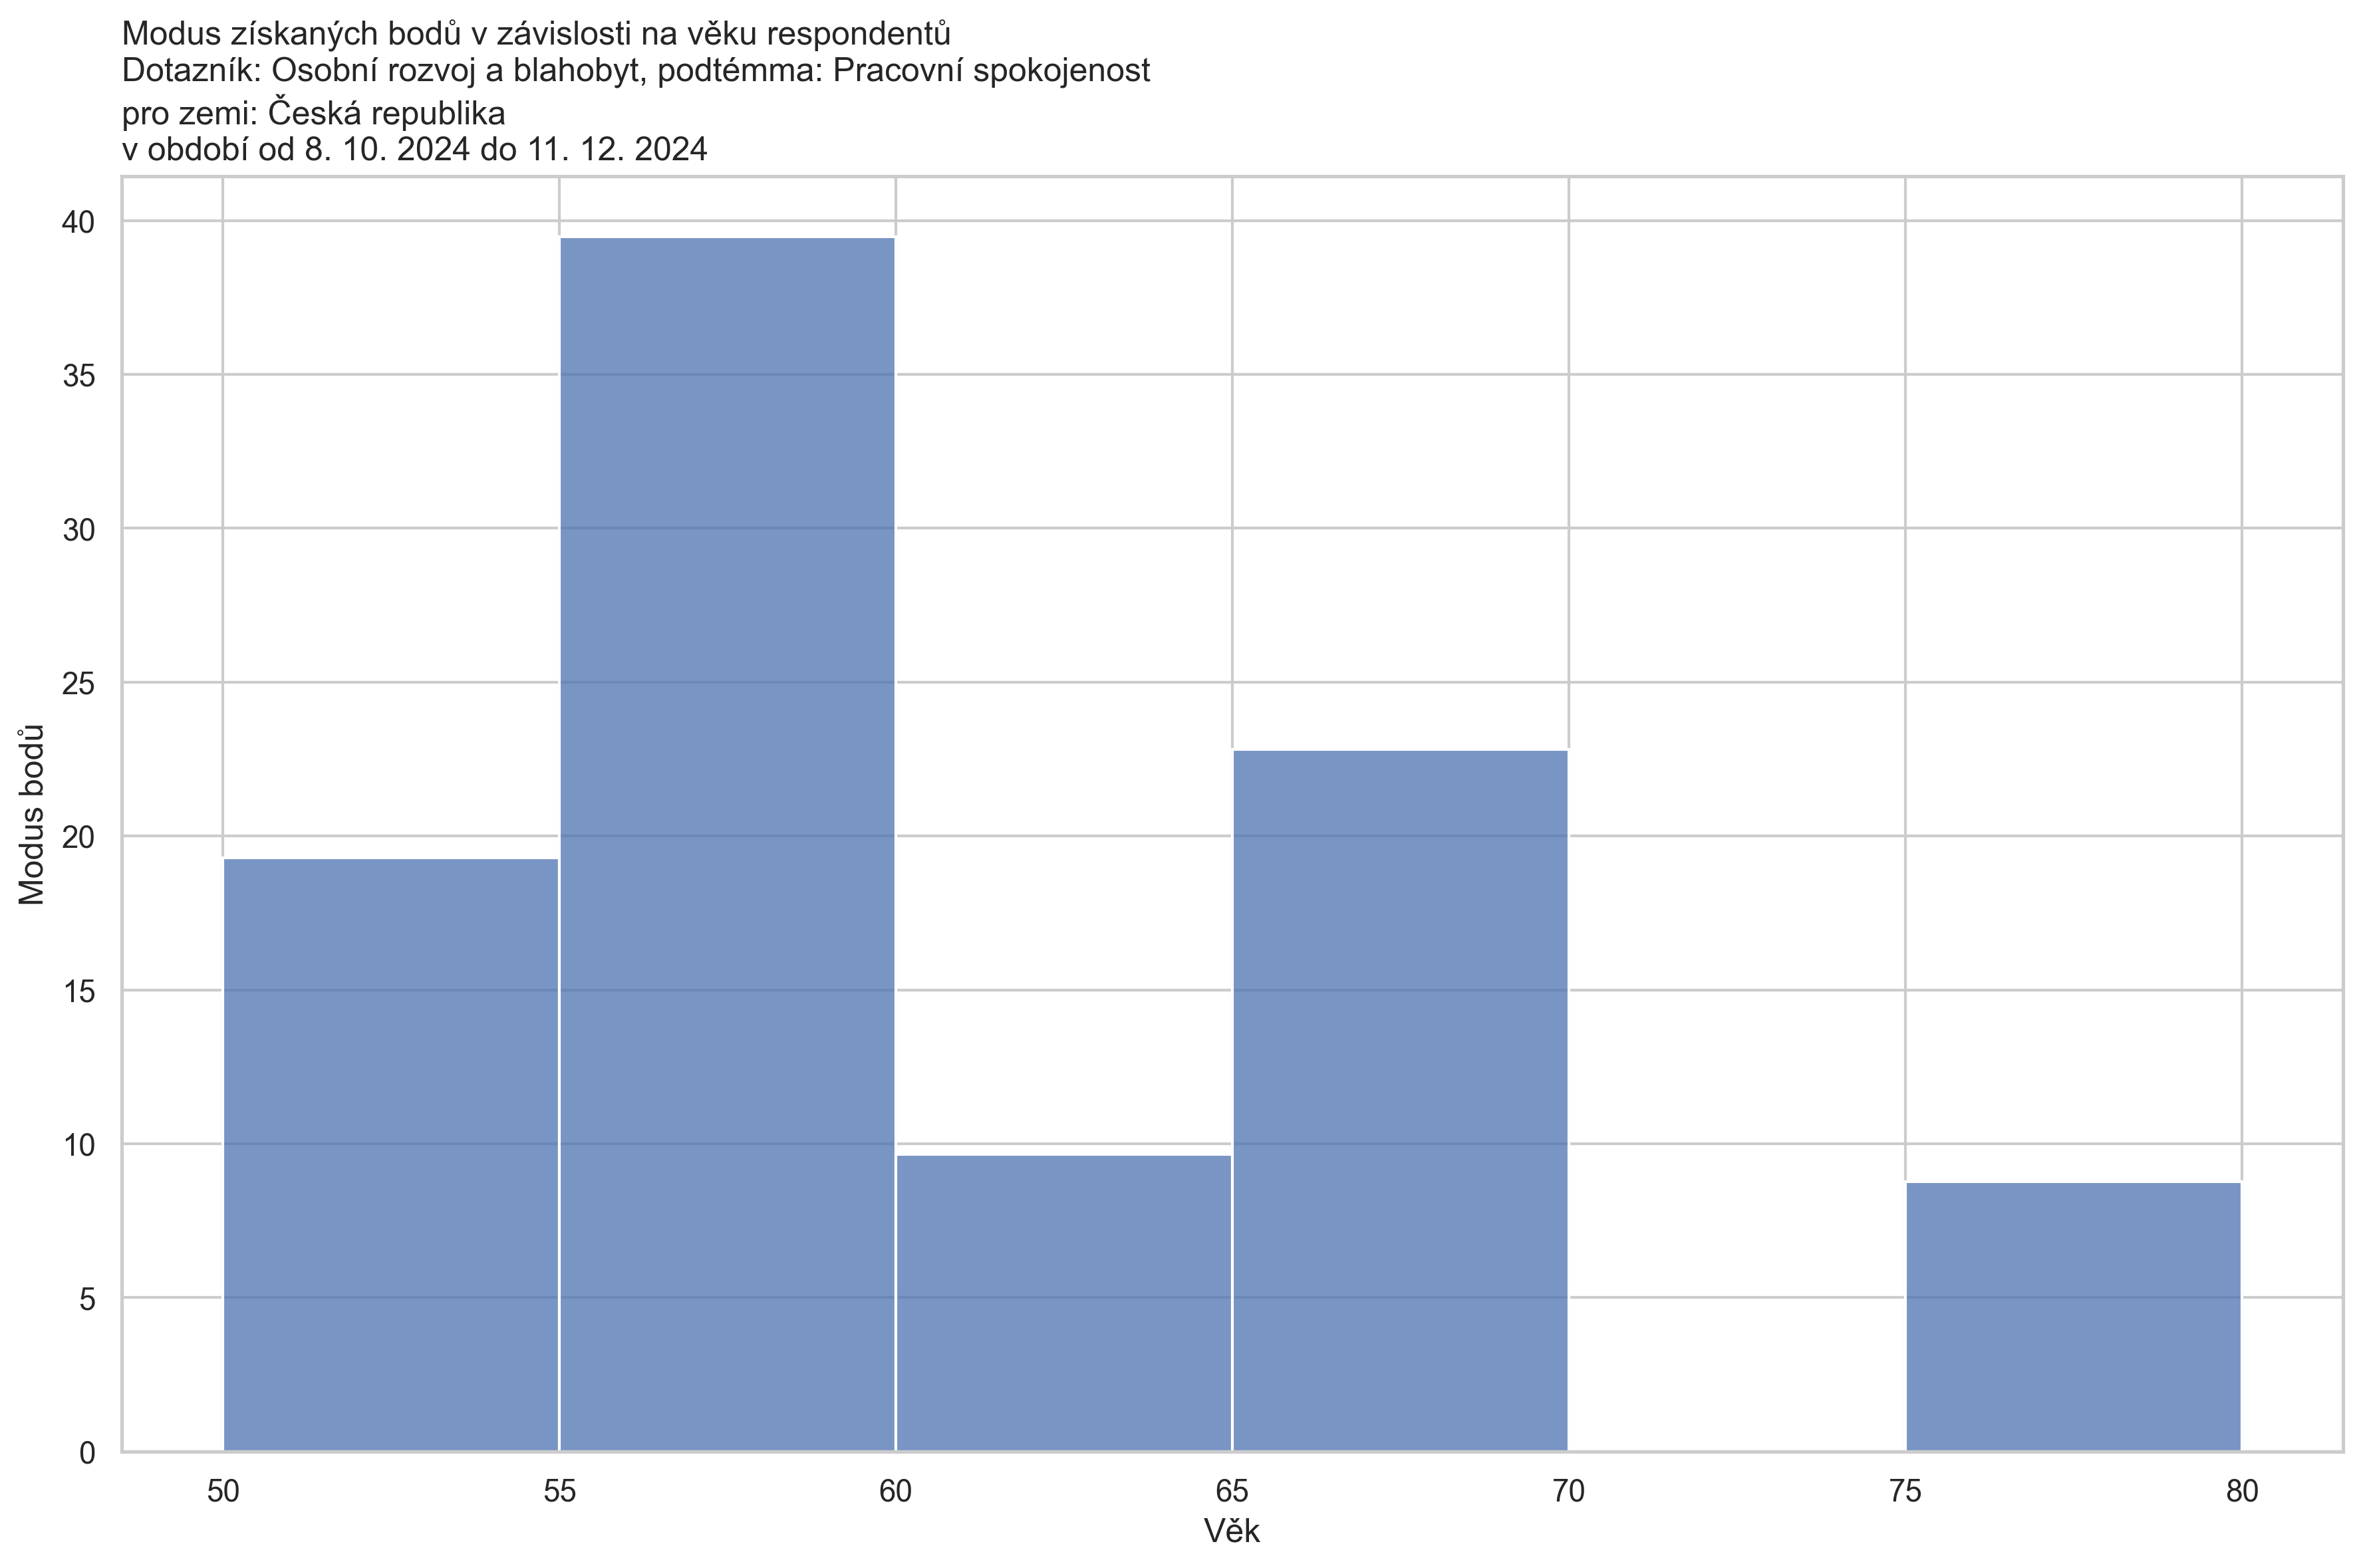 Modus získaných bodů v závislosti na věku respondentů
Dotazník: Osobní rozvoj a blahobyt, podtémma: Pracovní spokojenost
pro zemi: Česká republika
v období od 8. 10. 2024 do 11. 12. 2024
40
35
30
25
20
15
10
5
0
Modus bodů
50 55 60 65 70 75 80
Věk